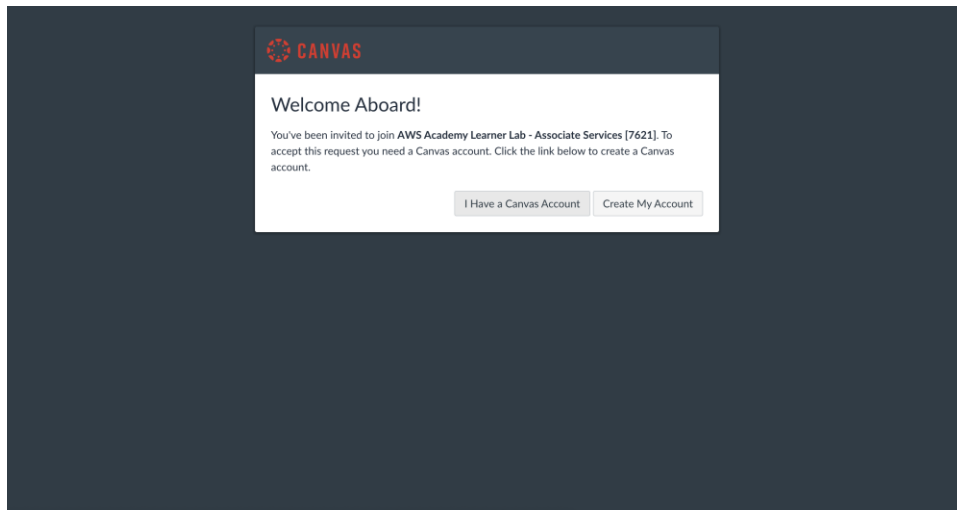 CANVAS
Welcome Aboard!
You've been invited to join AWS Academy Learner Lab - Associate Services [7621]. To
accept this request you need a Canvas account. Click the link below to create a Canvas
account.
I Have a Canvas Account
Create My Account